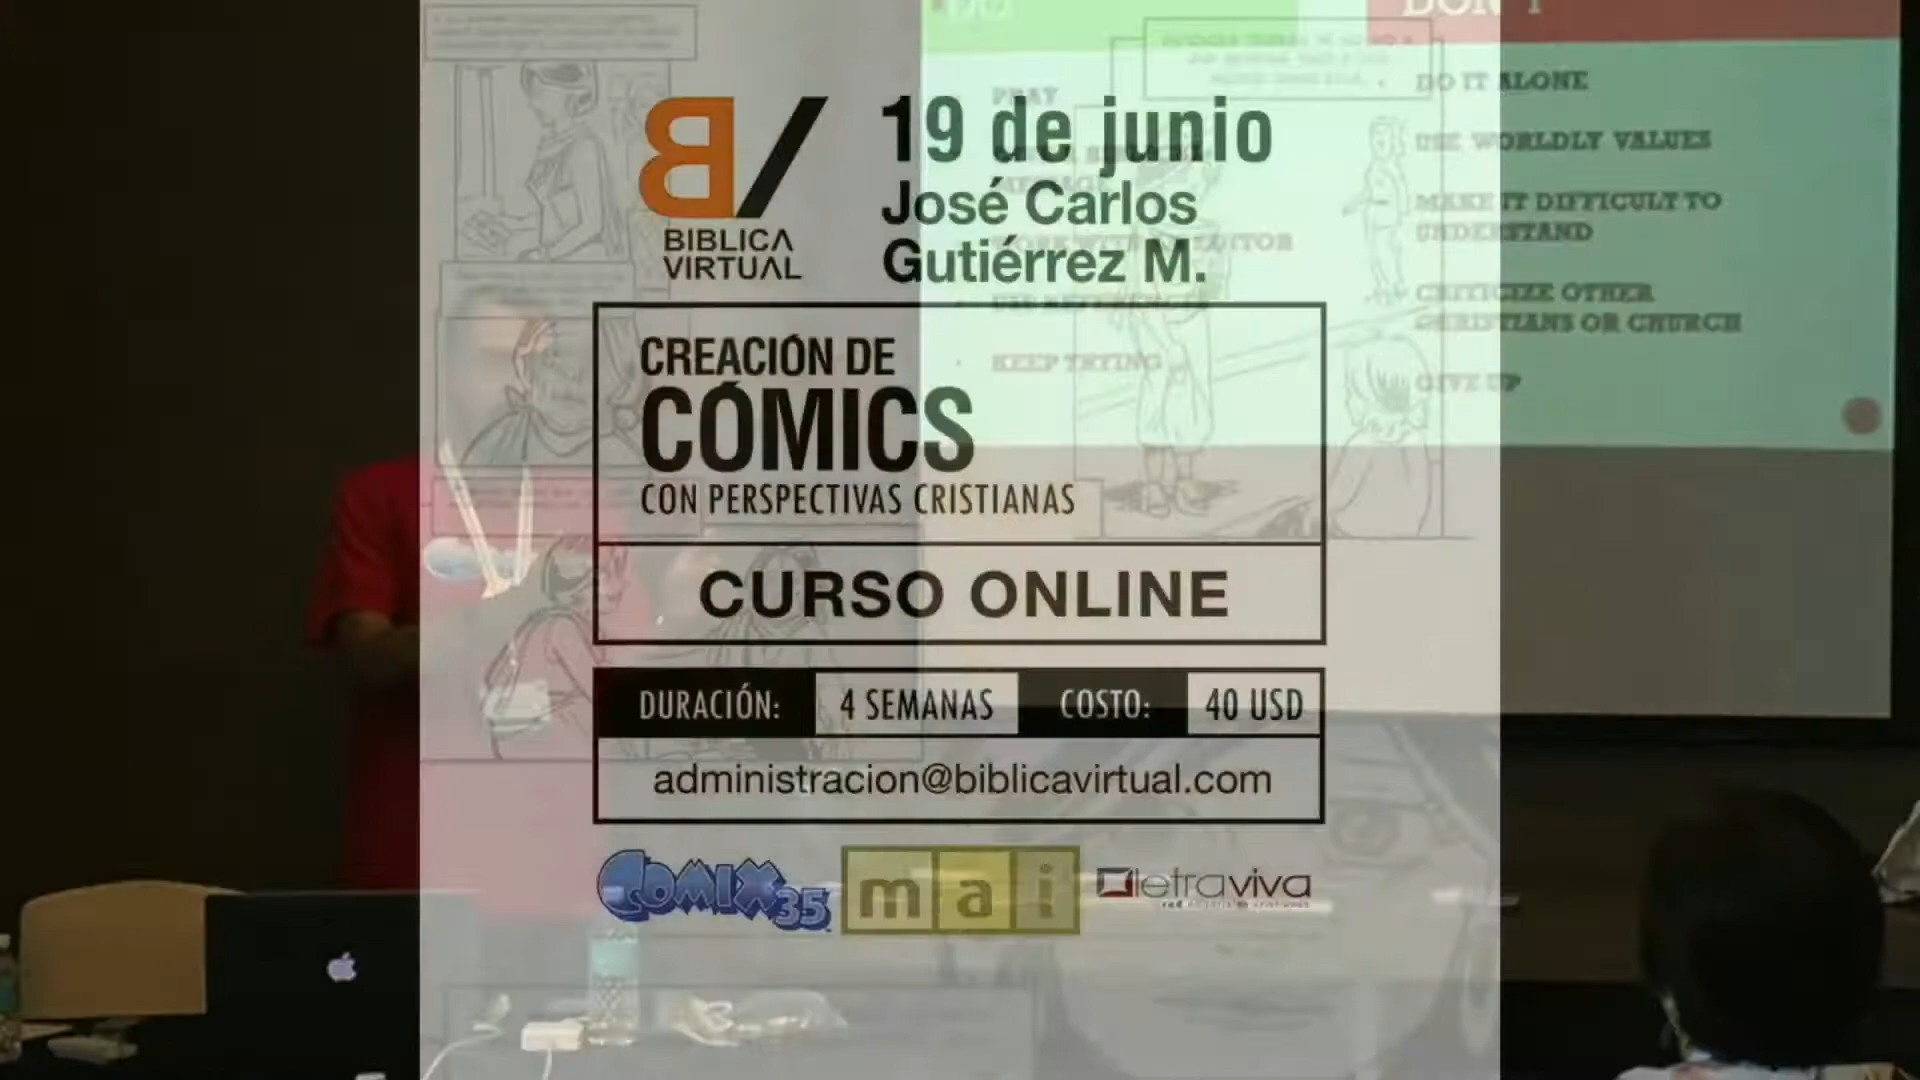 BIBLICA
VIRTUAL
19 de junio
José Carlos
Gutiérrez M.
CREACIÓN DE
CÓMICS
CON PERSPECTIVAS CRISTIANAS
CURSO ONLINE
DURACIÓN: 4 SEMANAS COSTO: 40 USD
administracion@biblicavirtual.com
COMIX35
mai
letraviva
DON'T
PRAY
KEEP TRYING
DO IT ALONE
USE WORLDLY VALUES
MAKE IT DIFFICULT TO
UNDERSTAND
CRITICIZE OTHER
CHRISTIANS OR CHURCH
GIVE UP